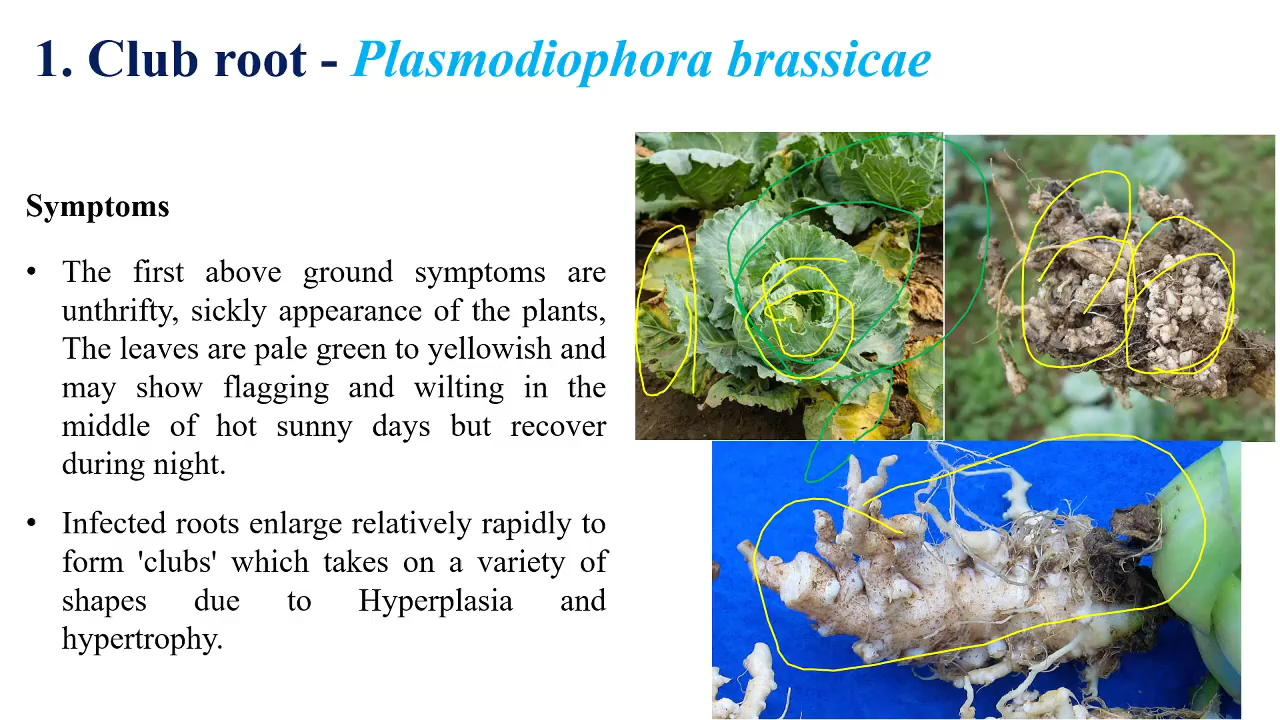 1. Club root - Plasmodiophora brassicae
Symptoms
• The first above ground symptoms are
unthrifty, sickly appearance of the plants,
The leaves are pale green to yellowish and
may show flagging and wilting in the
middle of hot sunny days but recover
during night.
• Infected roots enlarge relatively rapidly to
form 'clubs' which takes on a variety of
shapes due to Hyperplasia and
hypertrophy.